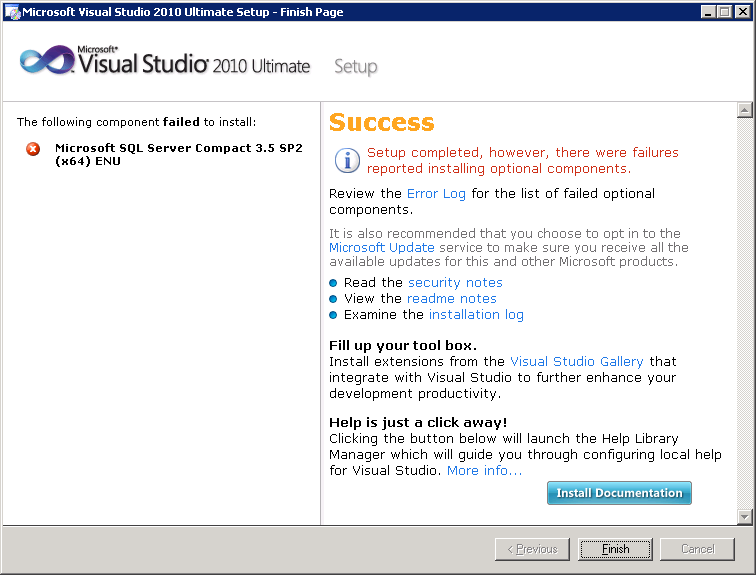 Microsoft Visual Studio 2010 Ultimate Setup - Finish Page
Microsoft®
Visual Studio® 2010 Ultimate Setup
The following component failed to install:
Microsoft SQL Server Compact 3.5 SP2
(x64) ENU
Success
Setup completed, however, there were failures
reported installing optional components.
Review the Error Log for the list of failed optional
components.
It is also recommended that you choose to opt in to the
Microsoft Update service to make sure you receive all the
available updates for this and other Microsoft products.
Read the security notes
View the readme notes
Examine the installation log
Fill up your tool box.
Install extensions from the Visual Studio Gallery that
integrate with Visual Studio to further enhance your
development productivity.
Help is just a click away!
Clicking the button below will launch the Help Library
Manager which will guide you through configuring local help
for Visual Studio. More info...
Install Documentation
< Previous
Finish
Cancel